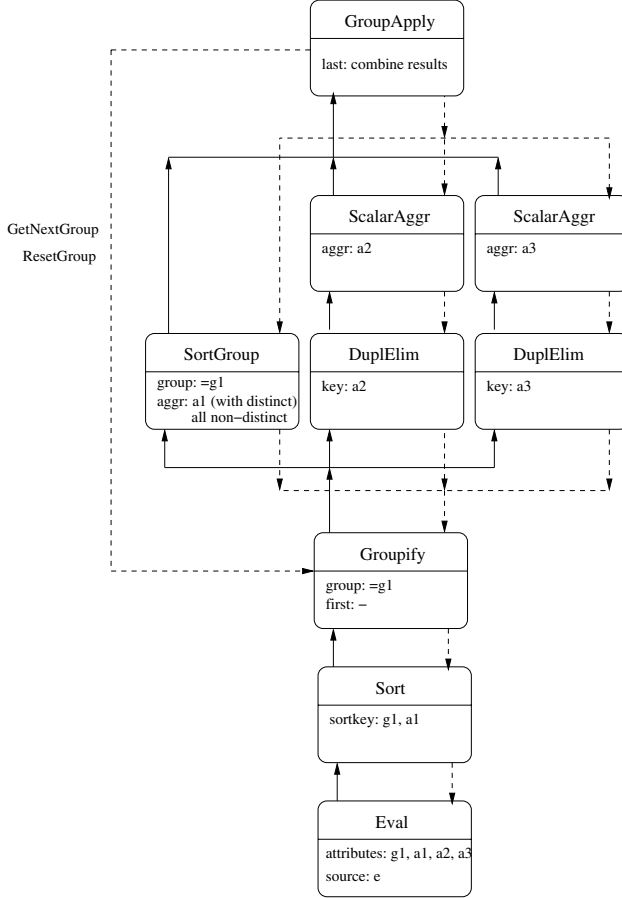 GroupApply
last: combine results
GetNextGroup
ResetGroup
ScalarAggr
aggr: a2
ScalarAggr
aggr: a3
SortGroup
group: =g1
aggr: a1 (with distinct)
all non−distinct
DuplElim
key: a2
DuplElim
key: a3
Groupify
group: =g1
first: −
Sort
sortkey: g1, a1
Eval
attributes: g1, a1, a2, a3
source: e